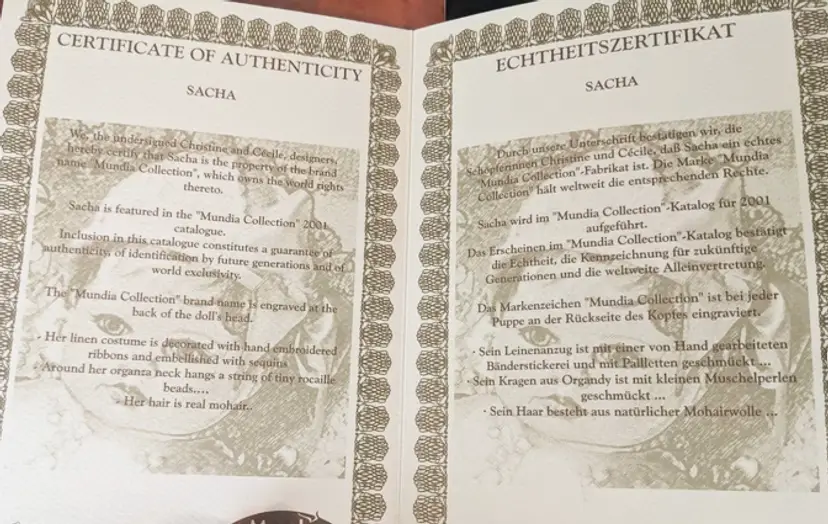 CERTIFICATE OF AUTHENTICITY
SACHA
We, the undersigned Christine and Cécile, designers,
hereby certify that Sacha is the property of the brand
name "Mundia Collection", which owns the world rights
thereto.
Sacha is featured in the "Mundia Collection" 2001
catalogue.
Inclusion in this catalogue constitutes a guarantee of
authenticity, of identification by future generations and of
world exclusivity.
The "Mundia Collection" brand name is engraved at the
back of the doll's head.
- Her linen costume is decorated with hand embroidered
ribbons and embellished with sequins
- Around her organza neck hangs a string of tiny rocaille
beads....
- Her hair is real mohair..
ECHTHEITSZERTIFIKAT
SACHA
Durch unsere Unterschrift bestätigen wir, die
Schöpferinnen Christine und Cécile, daß Sacha ein echtes
Mundia Collection"-Fabrikat ist. Die Marke "Mundia
Collection" hält weltweit die entsprechenden Rechte.
Sacha wird im "Mundia Collection"-Katalog für 2001
aufgeführt.
Das Erscheinen im "Mundia Collection"-Katalog bestätigt
die Echtheit, die Kennzeichnung für zukünftige
Generationen und die weltweite Alleinvertretung.
Das Markenzeichen "Mundia Collection" ist bei jeder
Puppe an der Rückseite des Kopfes eingraviert.
· Sein Leinenanzug ist mit einer von Hand gearbeiteten
Bänderstickerei und mit Palletten geschmückt ...
· Sein Kragen aus Organdy ist mit kleinen Muschelperlen
geschmückt ...
· Sein Haar besteht aus natürlicher Mohairwolle ...